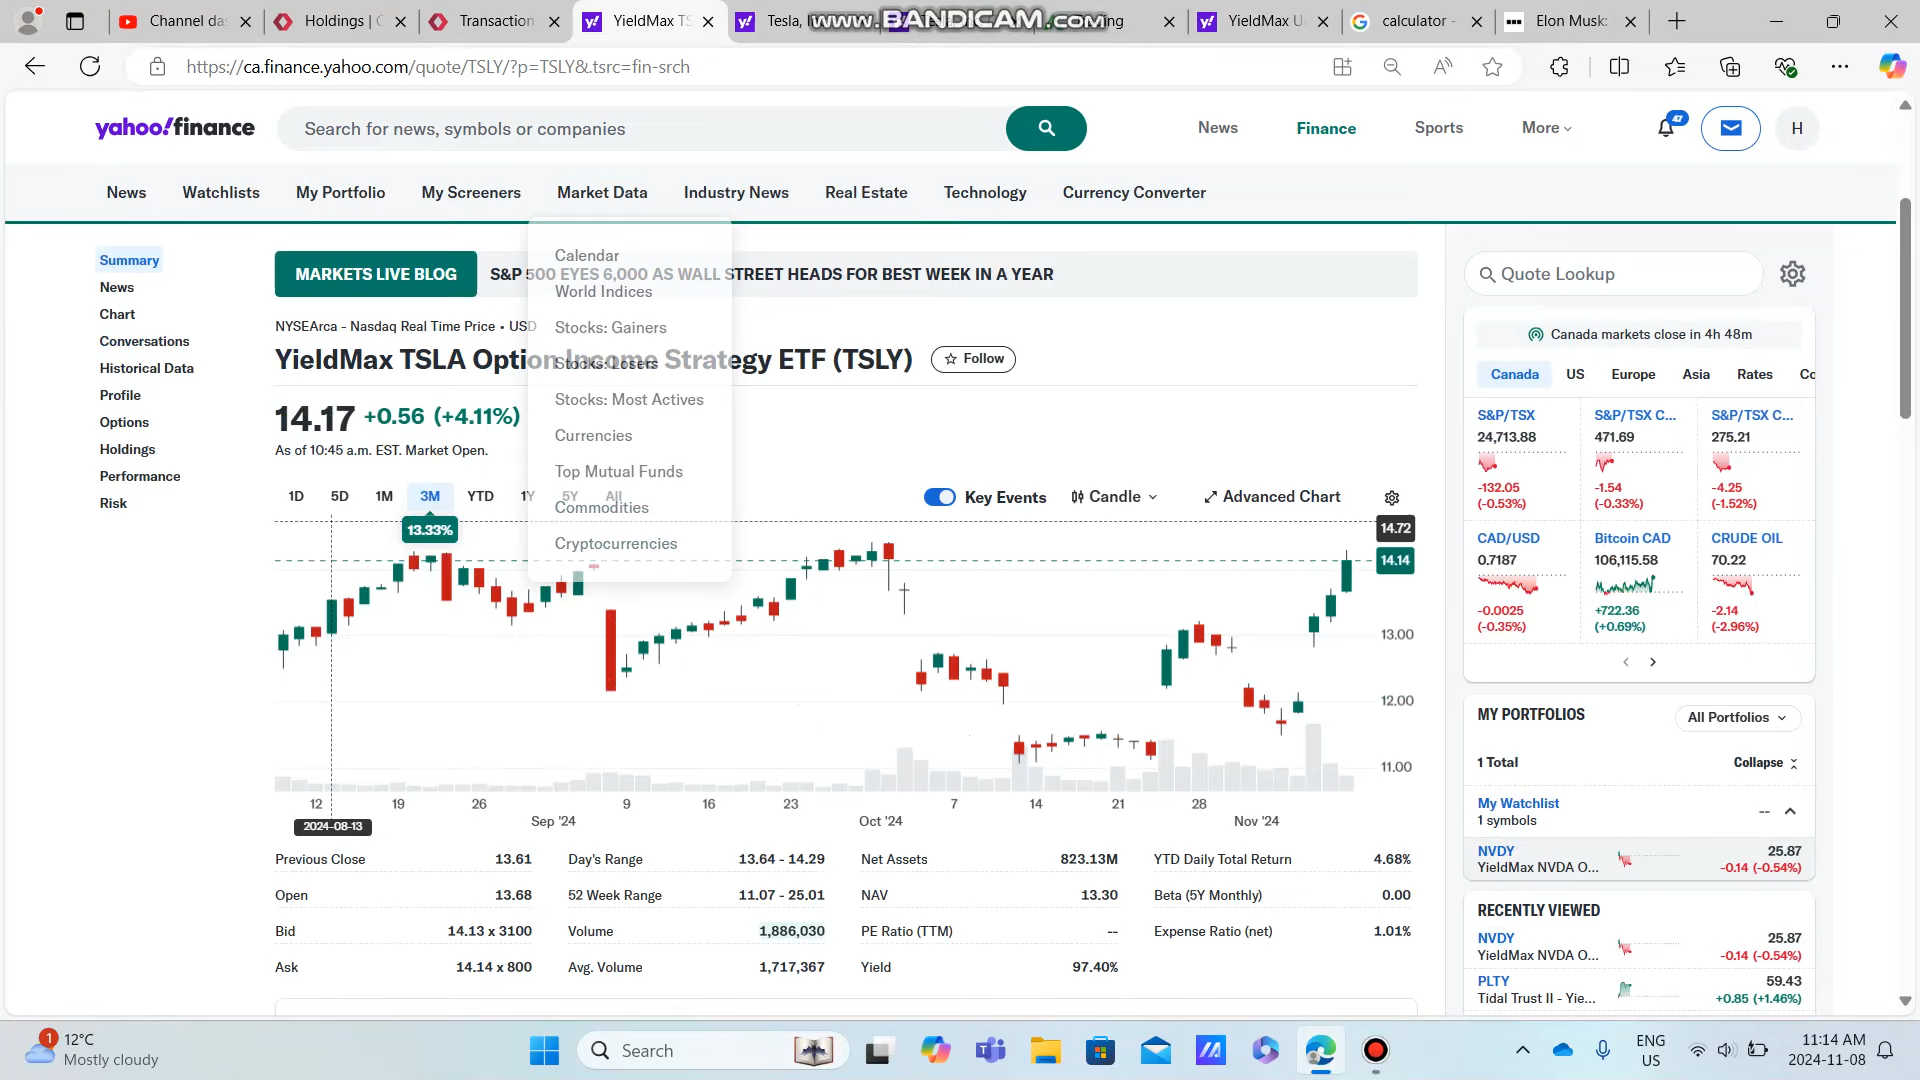 Channel da
Holdings | C
Transaction
YieldMax TS
Tesla, I
www.BANDICAM.com
YieldMax U
calculator -
Elon Musk:
https://ca.finance.yahoo.com/quote/TSLY/?p=TSLY&.tsrc=fin-srch
yahoo!finance
Search for news, symbols or companies
News
Finance
Sports
More
47
H
News
Watchlists
My Portfolio
My Screeners
Market Data
Industry News
Real Estate
Technology
Currency Converter
Summary
News
Chart
Conversations
Historical Data
Profile
Options
Holdings
Performance
Risk
MARKETS LIVE BLOG
S&P 500 EYES 6,000 AS WALL STREET HEADS FOR BEST WEEK IN A YEAR
NYSEArca - Nasdaq Real Time Price • USD
YieldMax TSLA Option Income Strategy ETF (TSLY)
Follow
14.17 +0.56 (+4.11%)
As of 10:45 a.m. EST. Market Open.
Calendar
World Indices
Stocks: Gainers
Stocks: Losers
Stocks: Most Actives
Currencies
Top Mutual Funds
Commodities
Cryptocurrencies
1D
5D
1M
3M
YTD
1Y
5Y
All
Key Events
Candle
Advanced Chart
13.33%
14.72
14.14
13.00
12.00
11.00
12
19
26
9
16
23
7
14
21
28
2024-08-13
Sep '24
Oct '24
Nov '24
Previous Close 13.61
Day's Range 13.64 - 14.29
Net Assets 823.13M
YTD Daily Total Return 4.68%
Open 13.68
52 Week Range 11.07 - 25.01
NAV 13.30
Beta (5Y Monthly) 0.00
Bid 14.13 x 3100
Volume 1,886,030
PE Ratio (TTM) --
Expense Ratio (net) 1.01%
Ask 14.14 x 800
Avg. Volume 1,717,367
Yield 97.40%
Quote Lookup
Canada markets close in 4h 48m
Canada
US
Europe
Asia
Rates
Co
S&P/TSX
24,713.88
-132.05
(-0.53%)
S&P/TSX C...
471.69
-1.54
(-0.33%)
S&P/TSX C...
275.21
-4.25
(-1.52%)
CAD/USD
0.7187
-0.0025
(-0.35%)
Bitcoin CAD
106,115.58
+722.36
(+0.69%)
CRUDE OIL
70.22
-2.14
(-2.96%)
MY PORTFOLIOS
All Portfolios
1 Total
Collapse
My Watchlist
--
1 symbols
NVDY
25.87
YieldMax NVDA O...
-0.14 (-0.54%)
RECENTLY VIEWED
NVDY
25.87
YieldMax NVDA O...
-0.14 (-0.54%)
PLTY
59.43
Tidal Trust II - Yie...
+0.85 (+1.46%)
1
12°C
Mostly cloudy
Search
ENG
US
11:14 AM
2024-11-08